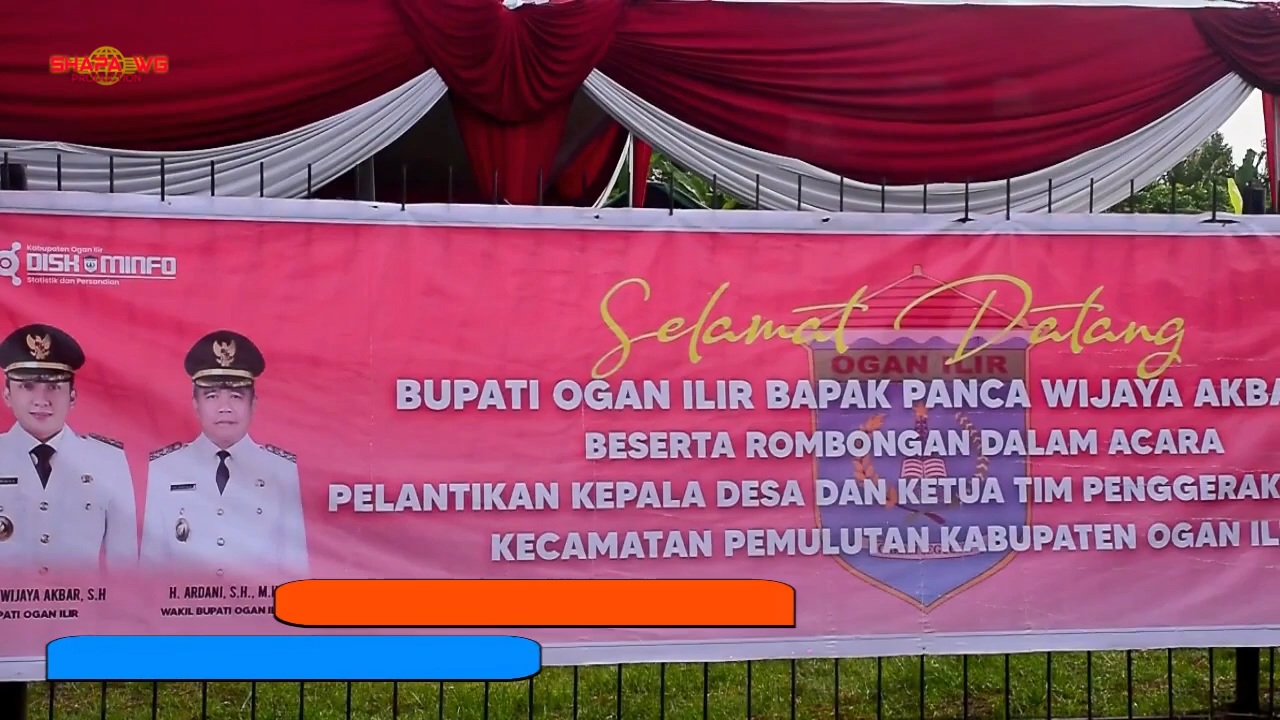 SHAPA WG
PRODUCTION
Kabupaten Ogan Ilir
DISKOMINFO
Statistik dan Persandian
Selamat Datang
OGAN ILIR
BUPATI OGAN ILIR BAPAK PANCA WIJAYA AKBA
BESERTA ROMBONGAN DALAM ACARA
PELANTIKAN KEPALA DESA DAN KETUA TIM PENGGERAK
KECAMATAN PEMULUTAN KABUPATEN OGAN IL
WIJAYA AKBAR, S.H
PATI OGAN ILIR
H. ARDANI, S.H., M.
WAKIL BUPATI OGAN